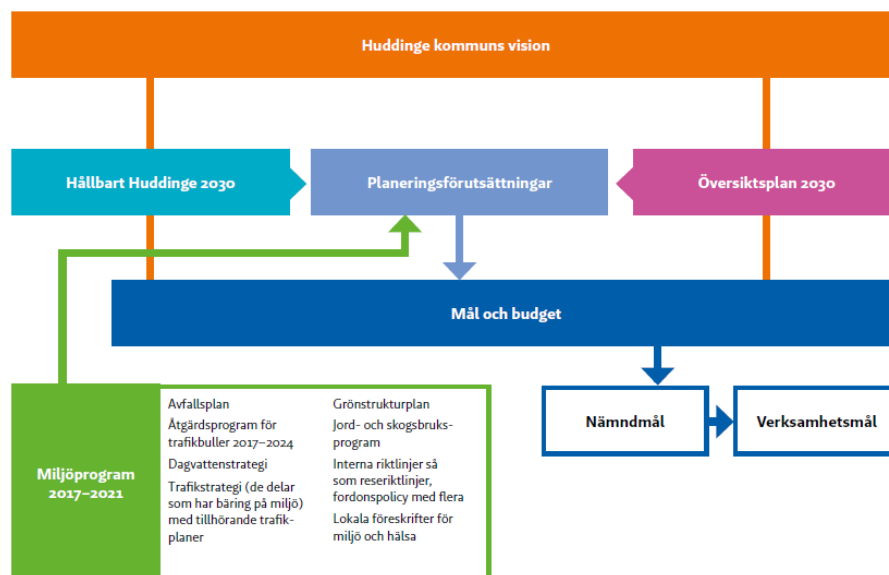 Huddinge kommuns vision
Hållbart Huddinge 2030
Planeringsförutsättningar
Översiktsplan 2030
Mål och budget
Nämndmål
Verksamhetsmål
Miljöprogram
2017–2021
Avfallsplan
Åtgärdsprogram för
trafikbuller 2017–2024
Dagvattenstrategi
Trafikstrategi (de delar
som har bäring på miljö)
med tillhörande trafik-
planer
Grönstrukturplan
Jord- och skogsbruks-
program
Interna riktlinjer så
som reseriktlinjer,
fordonspolicy med flera
Lokala föreskrifter för
miljö och hälsa